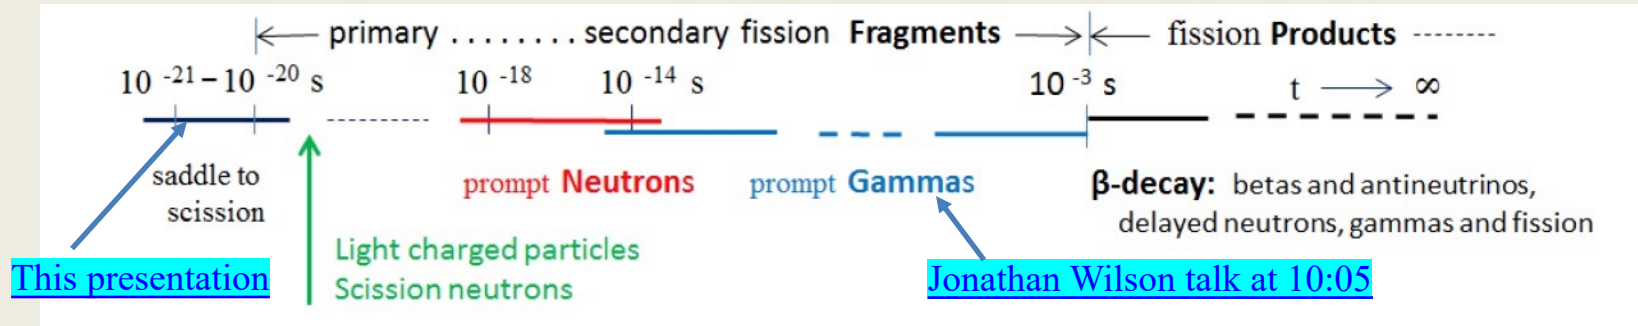 primary ........ secondary fission Fragments
fission Products --------
10 -21 – 10 -20 s
10 -18
10 -14 s
10 -3 s
t ⟶ ∞
saddle to
scission
prompt Neutrons
prompt Gammas
β-decay: betas and antineutrinos,
delayed neutrons, gammas and fission
Light charged particles
Scission neutrons
This presentation
Jonathan Wilson talk at 10:05